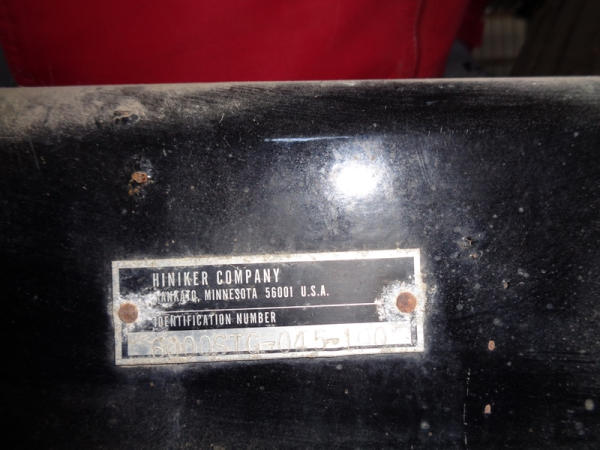 HINIKER COMPANY
MANKATO, MINNESOTA 56001 U.S.A.
IDENTIFICATION NUMBER